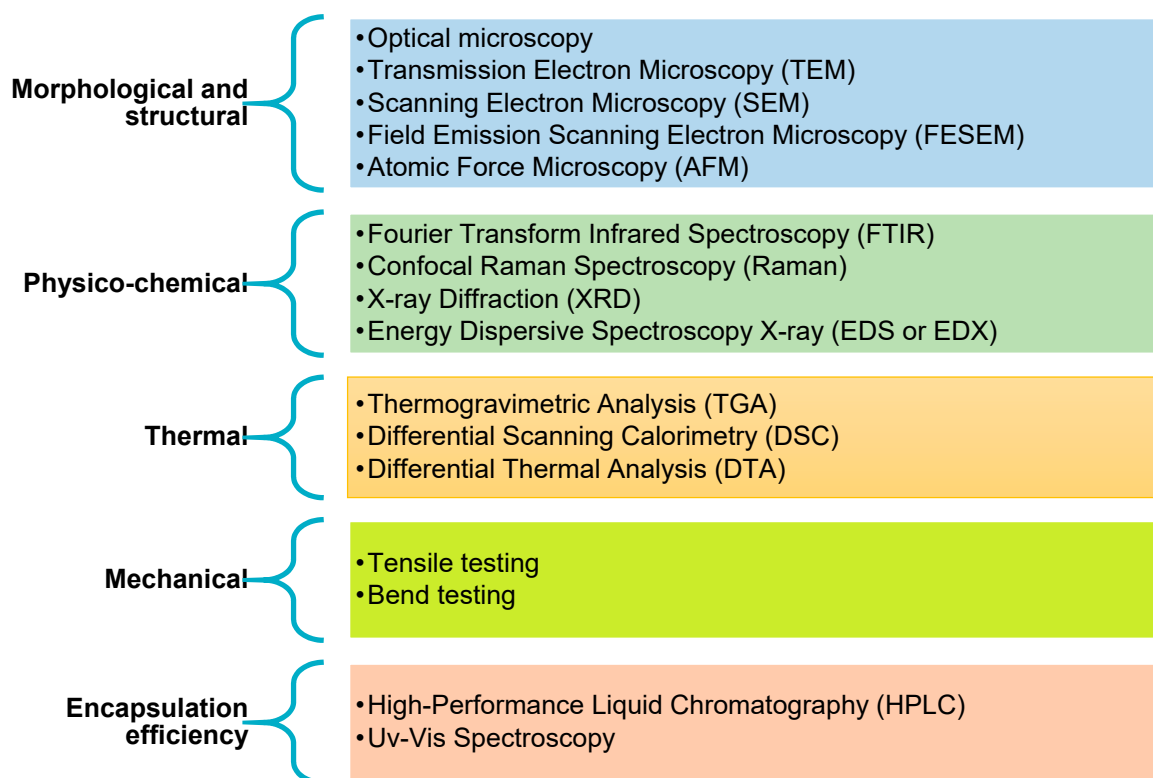 Morphological and
structural
•Optical microscopy
•Transmission Electron Microscopy (TEM)
•Scanning Electron Microscopy (SEM)
•Field Emission Scanning Electron Microscopy (FESEM)
•Atomic Force Microscopy (AFM)
Physico-chemical
•Fourier Transform Infrared Spectroscopy (FTIR)
•Confocal Raman Spectroscopy (Raman)
•X-ray Diffraction (XRD)
•Energy Dispersive Spectroscopy X-ray (EDS or EDX)
Thermal
•Thermogravimetric Analysis (TGA)
•Differential Scanning Calorimetry (DSC)
•Differential Thermal Analysis (DTA)
Mechanical
•Tensile testing
•Bend testing
Encapsulation
efficiency
•High-Performance Liquid Chromatography (HPLC)
•Uv-Vis Spectroscopy